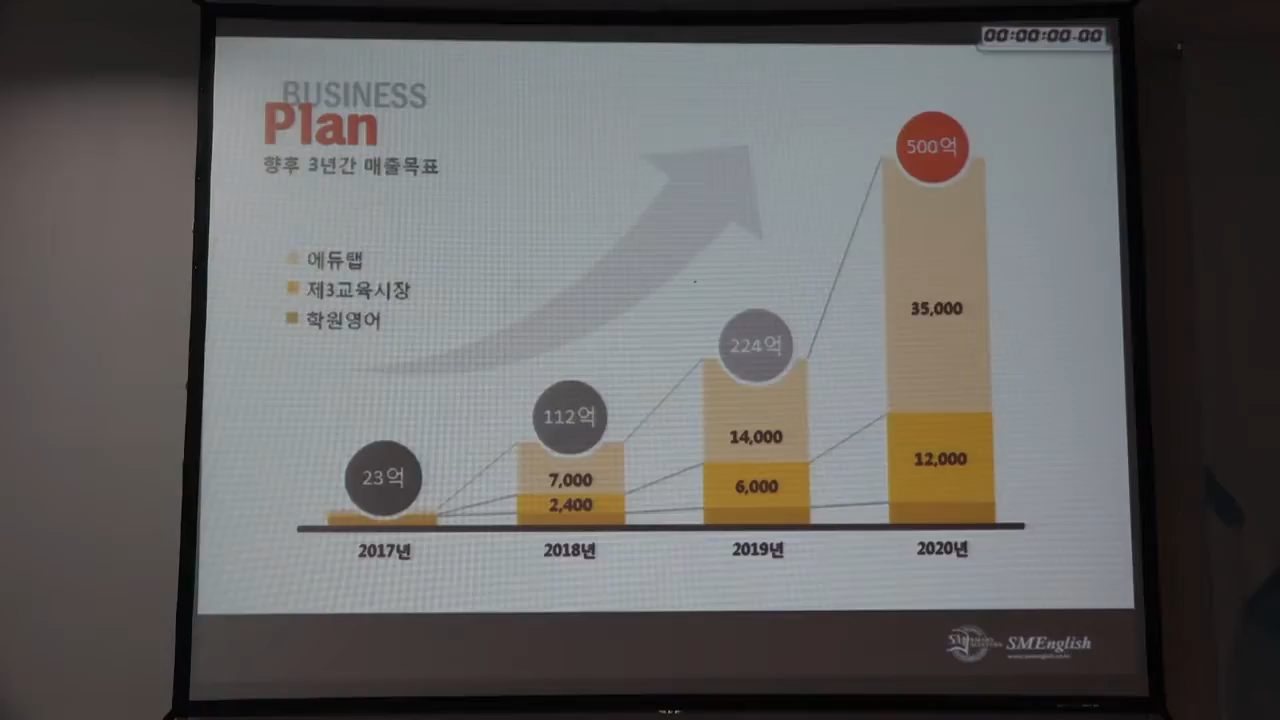 00:00:00.00
BUSINESS
Plan
향후 3년간 매출목표
에듀탭
제3교육시장
학원영어
500억
35,000
12,000
224억
14,000
6,000
112억
7,000
2,400
23억
2017년
2018년
2019년
2020년
SMEnglish